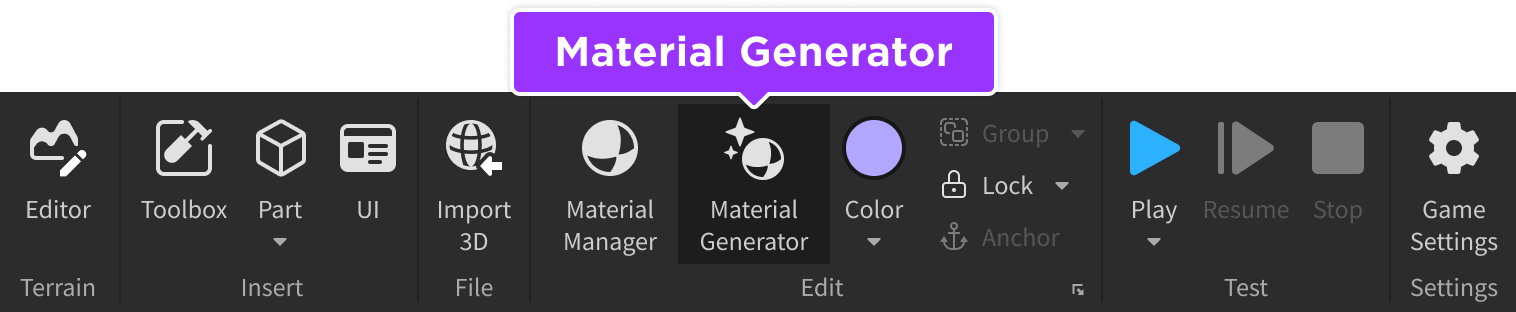 Material Generator
Editor
Toolbox
Part
UI
Import
3D
Material
Manager
Material
Generator
Color
Group
Lock
Anchor
Play
Resume
Stop
Game
Settings
Terrain
Insert
File
Edit
Test
Settings